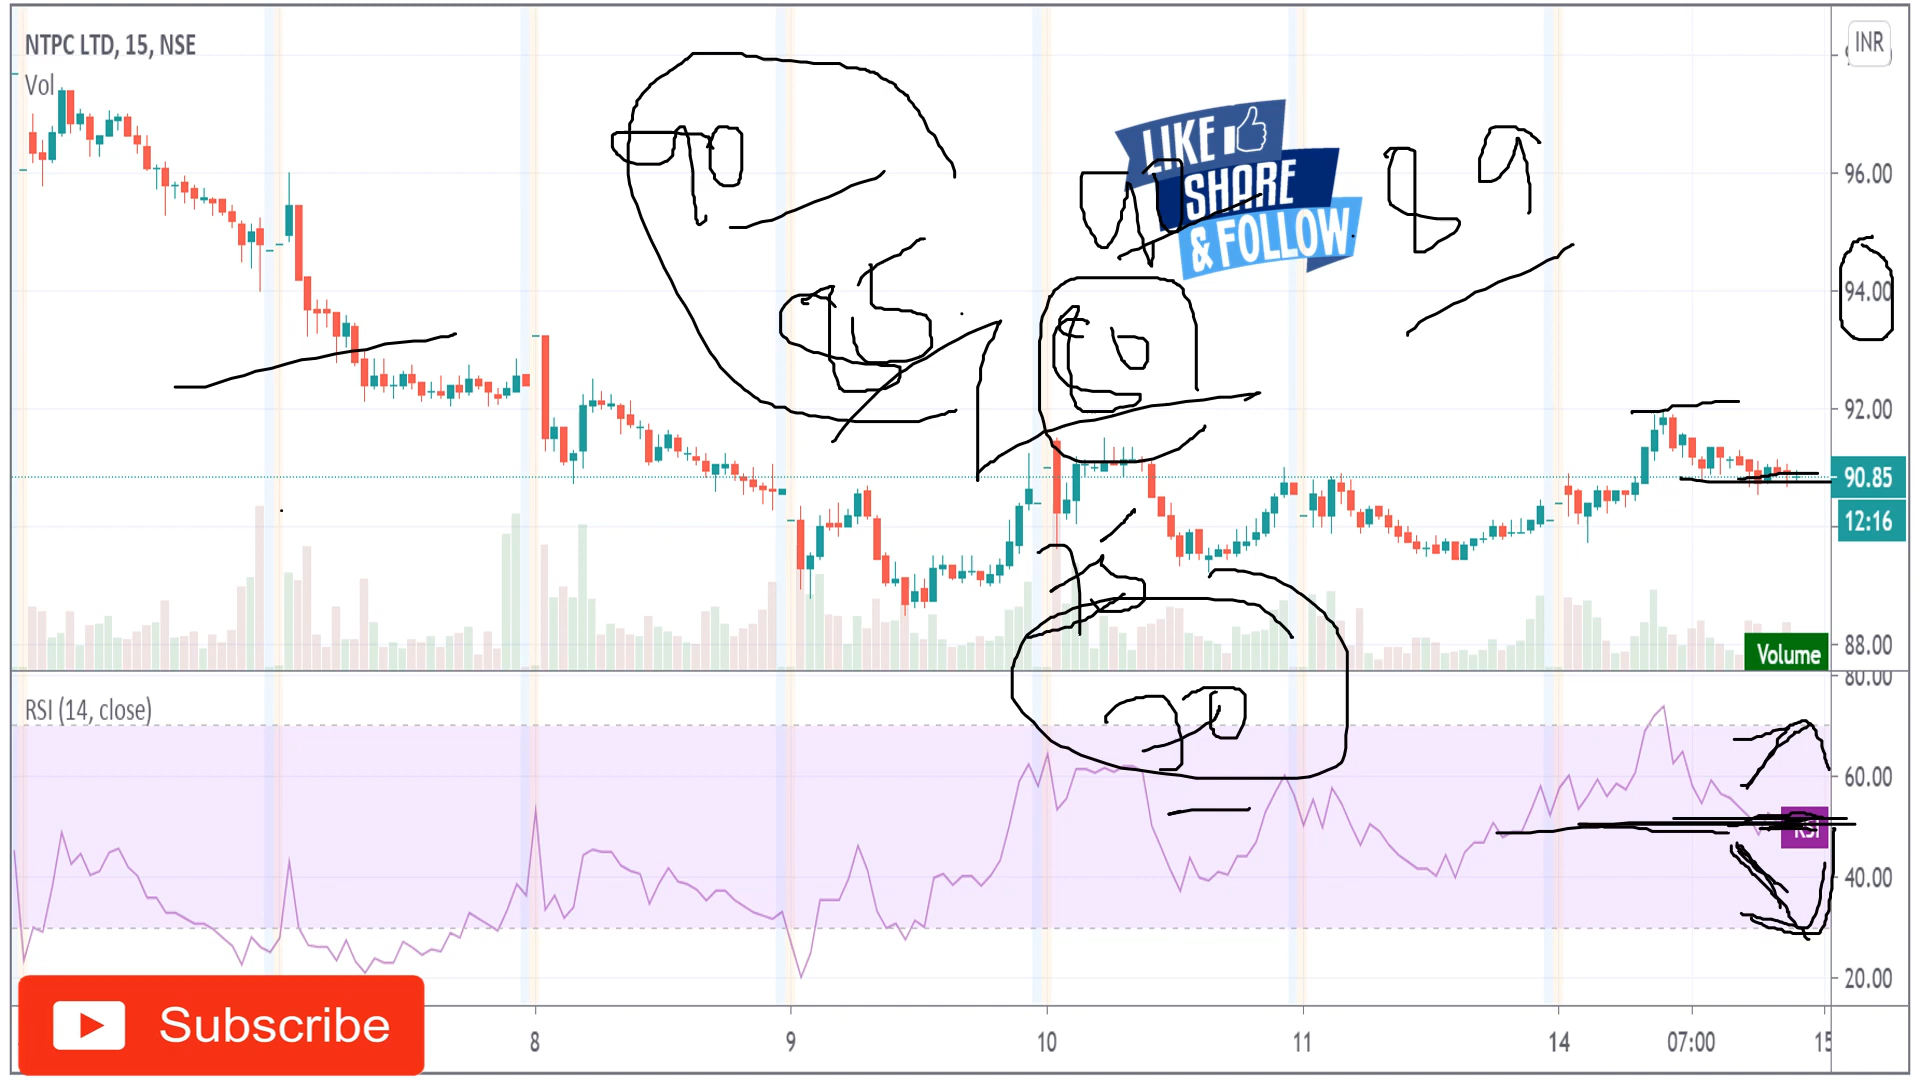 NTPC LTD, 15, NSE
Vol
INR
LIKE
SHARE
& FOLLOW
96.00
94.00
92.00
90.85
12:16
88.00
Volume
80.00
RSI (14, close)
60.00
RSI
40.00
20.00
Subscribe
8
9
10
11
14
07:00
15